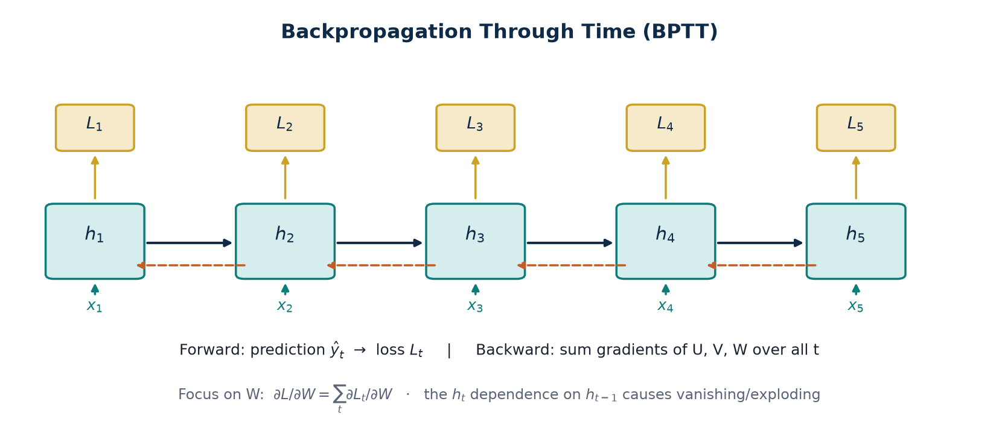 Backpropagation Through Time (BPTT)
L₁ L₂ L₃ L₄ L₅
h₁ h₂ h₃ h₄ h₅
x₁ x₂ x₃ x₄ x₅
Forward: prediction ŷₜ → loss Lₜ | Backward: sum gradients of U, V, W over all t
Focus on W: ∂L/∂W = ∑ₜ ∂Lₜ/∂W · the hₜ dependence on hₜ₋₁ causes vanishing/exploding